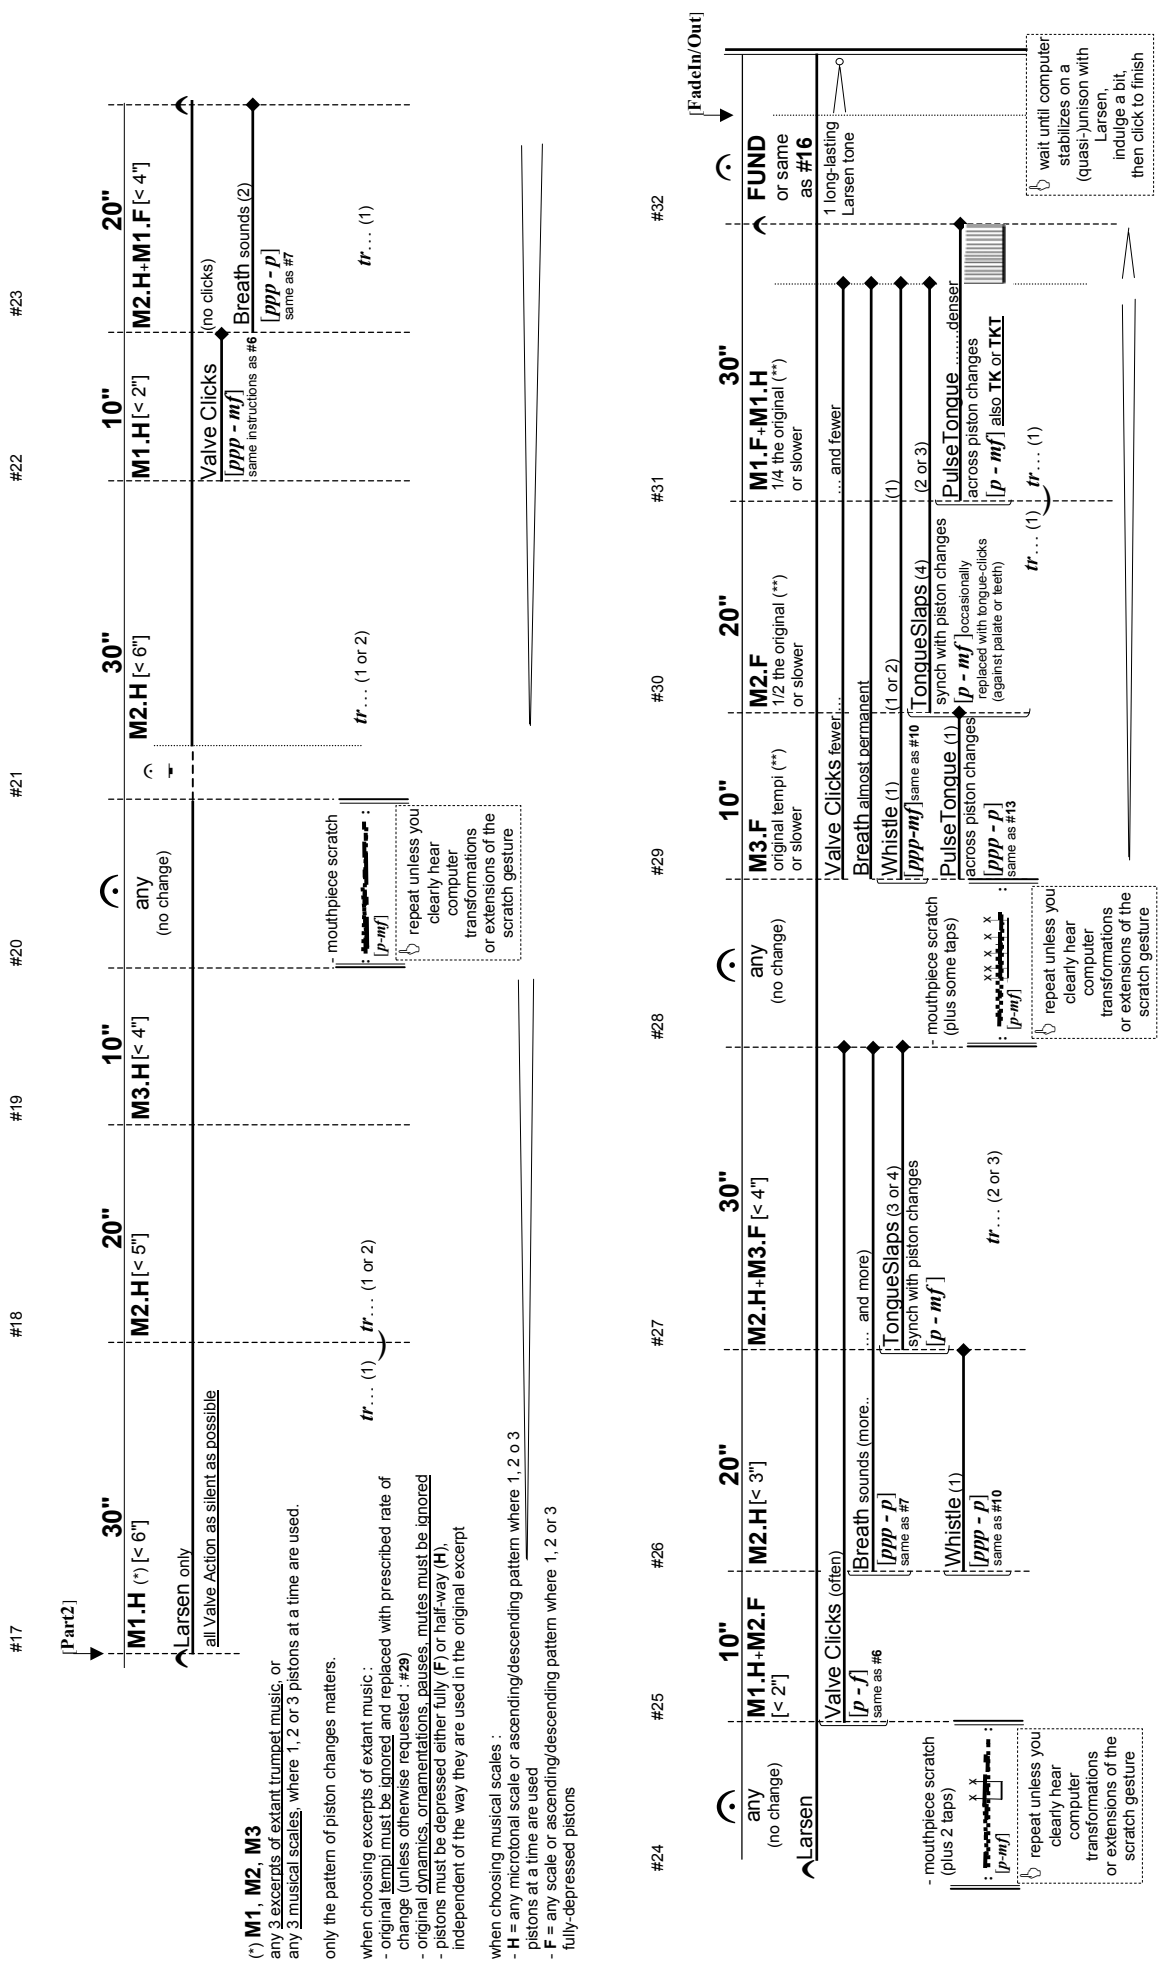 #17
#18
#19
#20
#21
#22
#23
[Part2]
30"
20"
10"
30"
10"
20"
M1.H (*) [< 6"]
M2.H [< 5"]
M3.H [< 4"]
any
(no change)
M2.H [< 6"]
M1.H [< 2"]
M2.H+M1.F [< 4"]
Larsen only
all Valve Action as silent as possible
Valve Clicks (no clicks)
[ppp - mf]
same instructions as #6
Breath sounds (2)
[ppp - p]
same as #7
tr... (1)
tr... (1 or 2)
tr... (1 or 2)
tr... (1)
- mouthpiece scratch
[p-mf]
repeat unless you
clearly hear
computer
transformations
or extensions of the
scratch gesture
(*) M1, M2, M3
any 3 excerpts of extant trumpet music, or
any 3 musical scales, where 1, 2 or 3 pistons at a time are used.
only the pattern of piston changes matters.
when choosing excerpts of extant music :
- original tempi must be ignored and replaced with prescribed rate of
change (unless otherwise requested : #29)
- original dynamics, ornamentations, pauses, mutes must be ignored
- pistons must be depressed either fully (F) or half-way (H),
independent of the way they are used in the original excerpt
when choosing musical scales :
- H = any microtonal scale or ascending/descending pattern where 1, 2 o 3
pistons at a time are used
- F = any scale or ascending/descending pattern where 1, 2 or 3
fully-depressed pistons
#24
#25
#26
#27
#28
#29
#30
#31
#32
[FadeIn/Out]
10"
20"
30"
10"
20"
30"
any
(no change)
M1.H+M2.F
[< 2"]
M2.H [< 3"]
M2.H+M3.F [< 4"]
any
(no change)
M3.F
original tempi (**)
or slower
M2.F
1/2 the original (**)
or slower
M1.F+M1.H
1/4 the original (**)
or slower
FUND
or same
as #16
Larsen
1 long-lasting
Larsen tone
Valve Clicks (often)
[p - f]
same as #6
Breath sounds (more.. ... and more)
[ppp - p]
same as #7
Whistle (1)
[ppp - p]
same as #10
TongueSlaps (3 or 4)
synch with piston changes
[p - mf]
tr... (2 or 3)
- mouthpiece scratch
(plus 2 taps)
x x
[p-mf]
repeat unless you
clearly hear
computer
transformations
or extensions of the
scratch gesture
- mouthpiece scratch
(plus some taps)
x x x x x x
[p-mf]
repeat unless you
clearly hear
computer
transformations
or extensions of the
scratch gesture
Valve Clicks fewer... ... and fewer
Breath almost permanent
Whistle (1) (1 or 2) (1)
[ppp-mf] same as #10
TongueSlaps (4) (2 or 3)
synch with piston changes
[p - mf] occasionally
replaced with tongue-clicks
(against palate or teeth)
PulseTongue (1)
across piston changes
[ppp - p]
same as #13
PulseTongue .......denser
across piston changes
[p - mf] also TK or TKT
tr... (1) tr... (1)
wait until computer
stabilizes on a
(quasi-)unison with
Larsen,
indulge a bit,
then click to finish